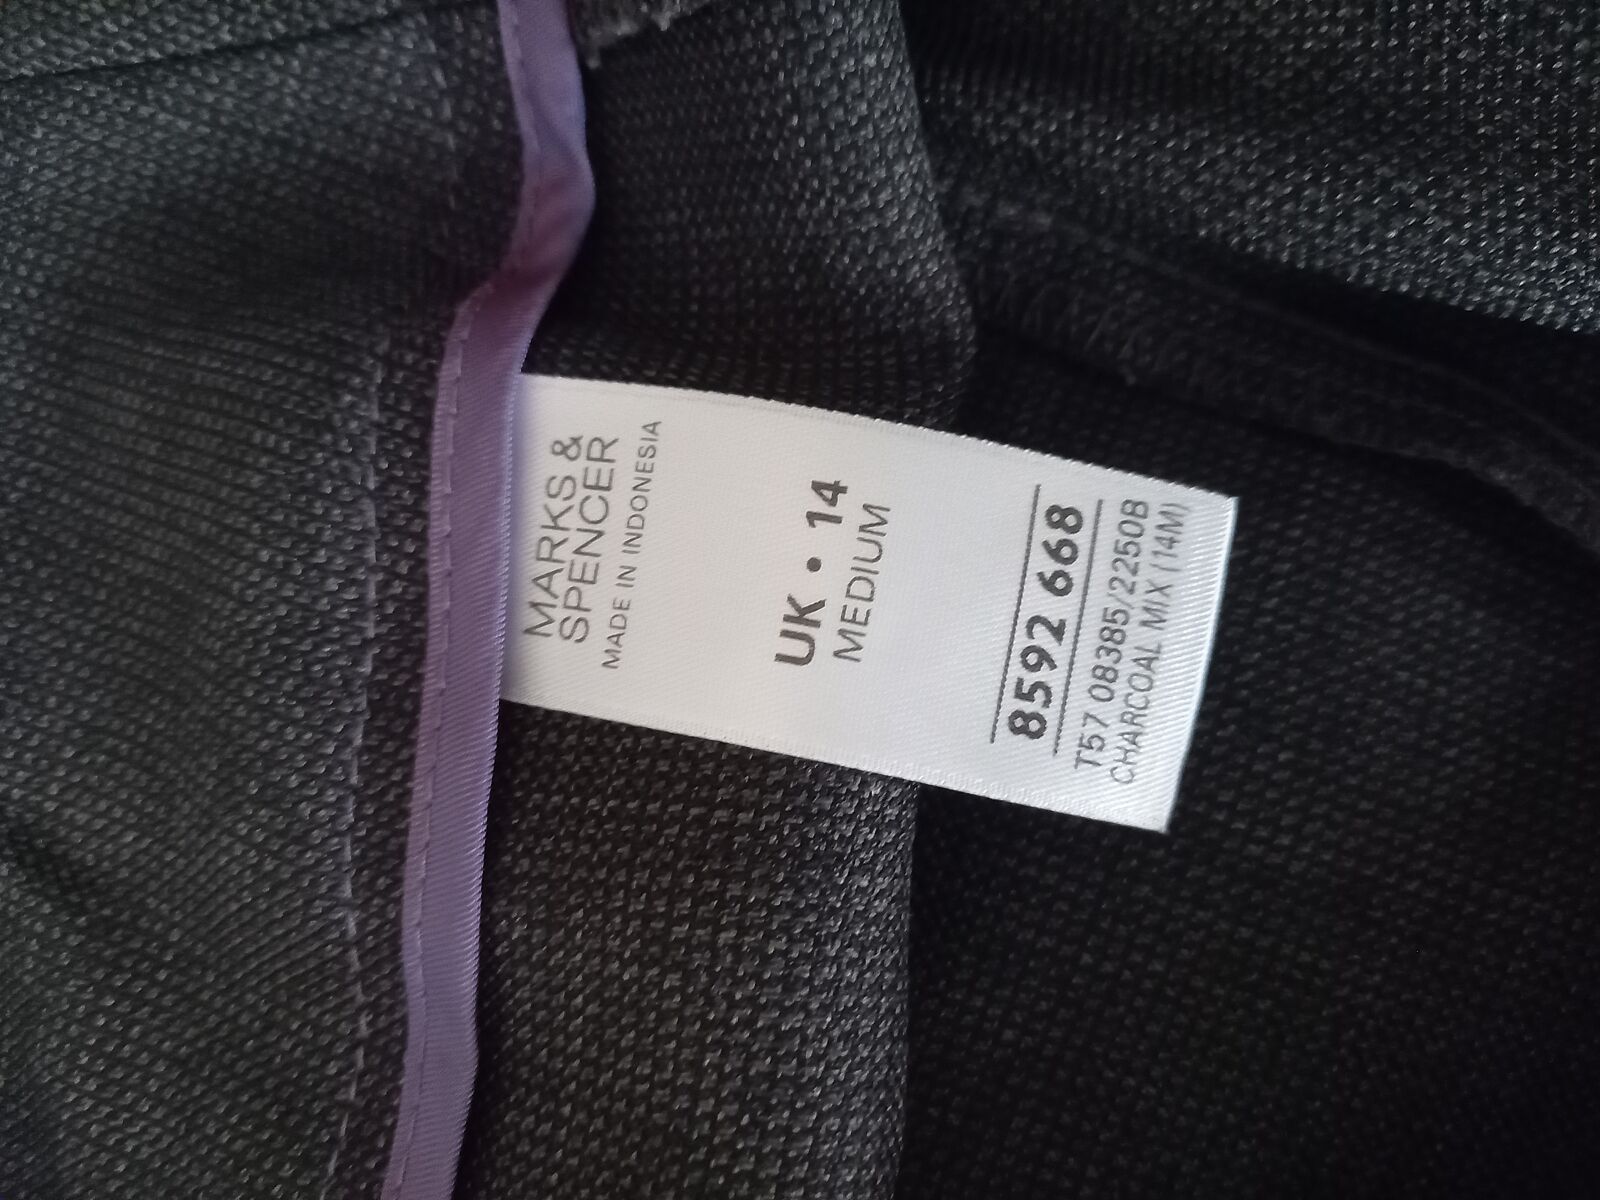 MARKS &
SPENCER
MADE IN INDONESIA
UK • 14
MEDIUM
8592 668
T57 08385/2250B
CHARCOAL MIX (14M)